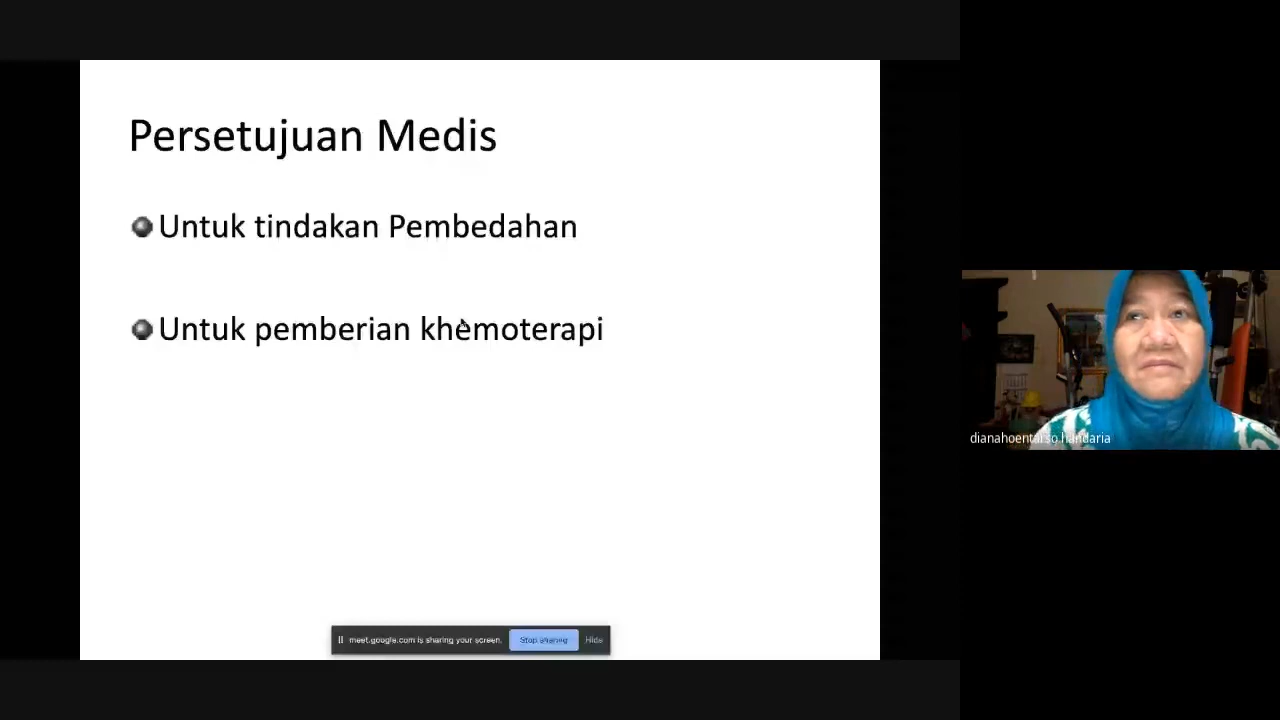 Persetujuan Medis
Untuk tindakan Pembedahan
Untuk pemberian khemoterapi
meet.google.com is sharing your screen. Stop sharing Hide
dianahoentarso handaria